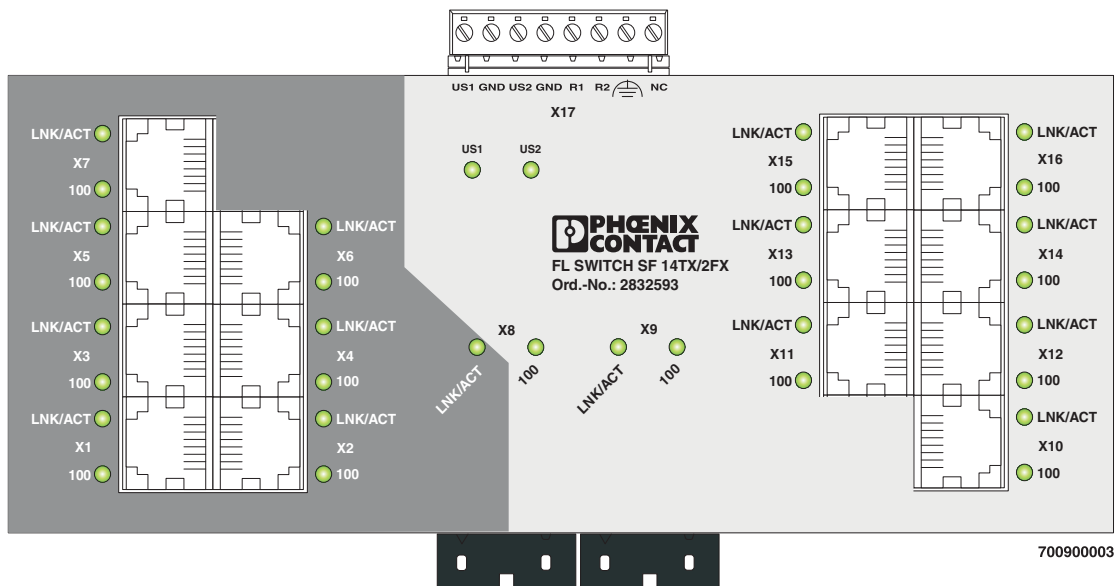 US1 GND US2 GND R1 R2 NC
X17
US1 US2
LNK/ACT
X7
100
LNK/ACT
X5
100
LNK/ACT
X3
100
LNK/ACT
X1
100
LNK/ACT
X6
100
LNK/ACT
X4
100
LNK/ACT
X2
100
PHŒNIX
CONTACT
FL SWITCH SF 14TX/2FX
Ord.-No.: 2832593
X8
LNK/ACT
100
X9
LNK/ACT
100
LNK/ACT
X15
100
LNK/ACT
X13
100
LNK/ACT
X11
100
LNK/ACT
X16
100
LNK/ACT
X14
100
LNK/ACT
X12
100
LNK/ACT
X10
100
700900003